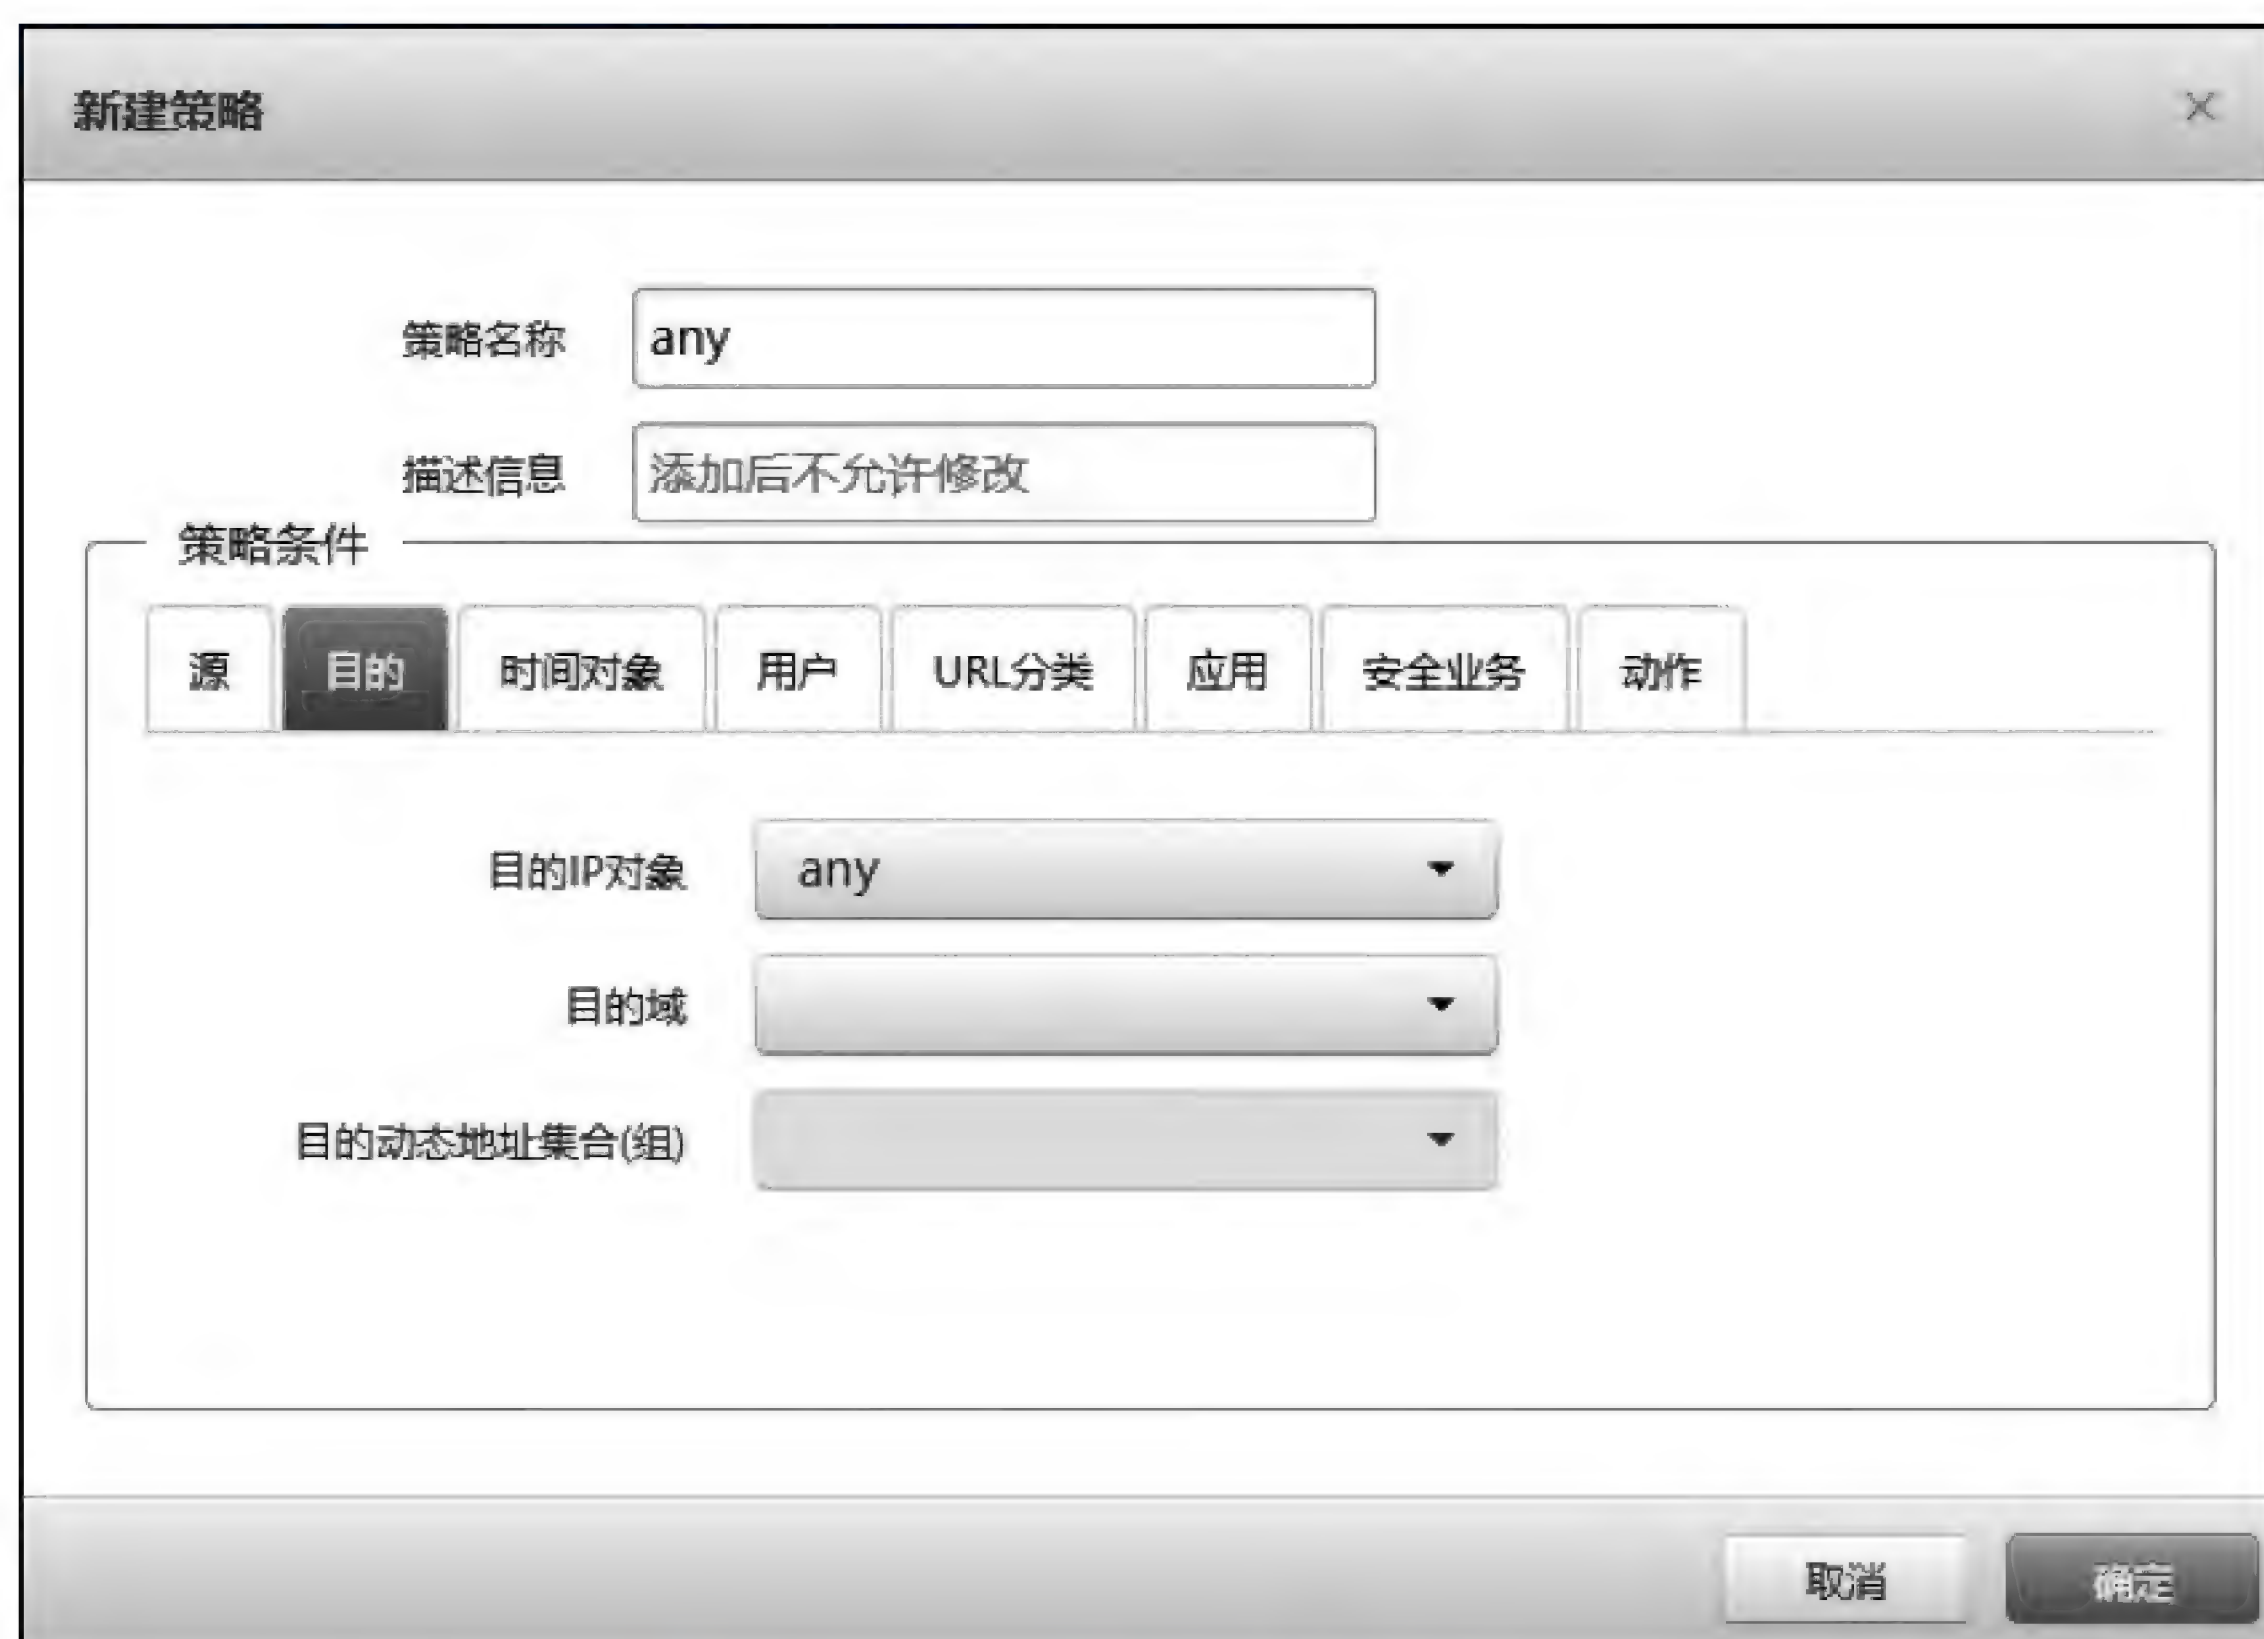 新建策略
策略名称 any
描述信息 添加后不允许修改
策略条件
源 目的 时间对象 用户 URL分类 应用 安全业务 动作
目的IP对象 any
目的域
目的动态地址集合(组)
取消 确定